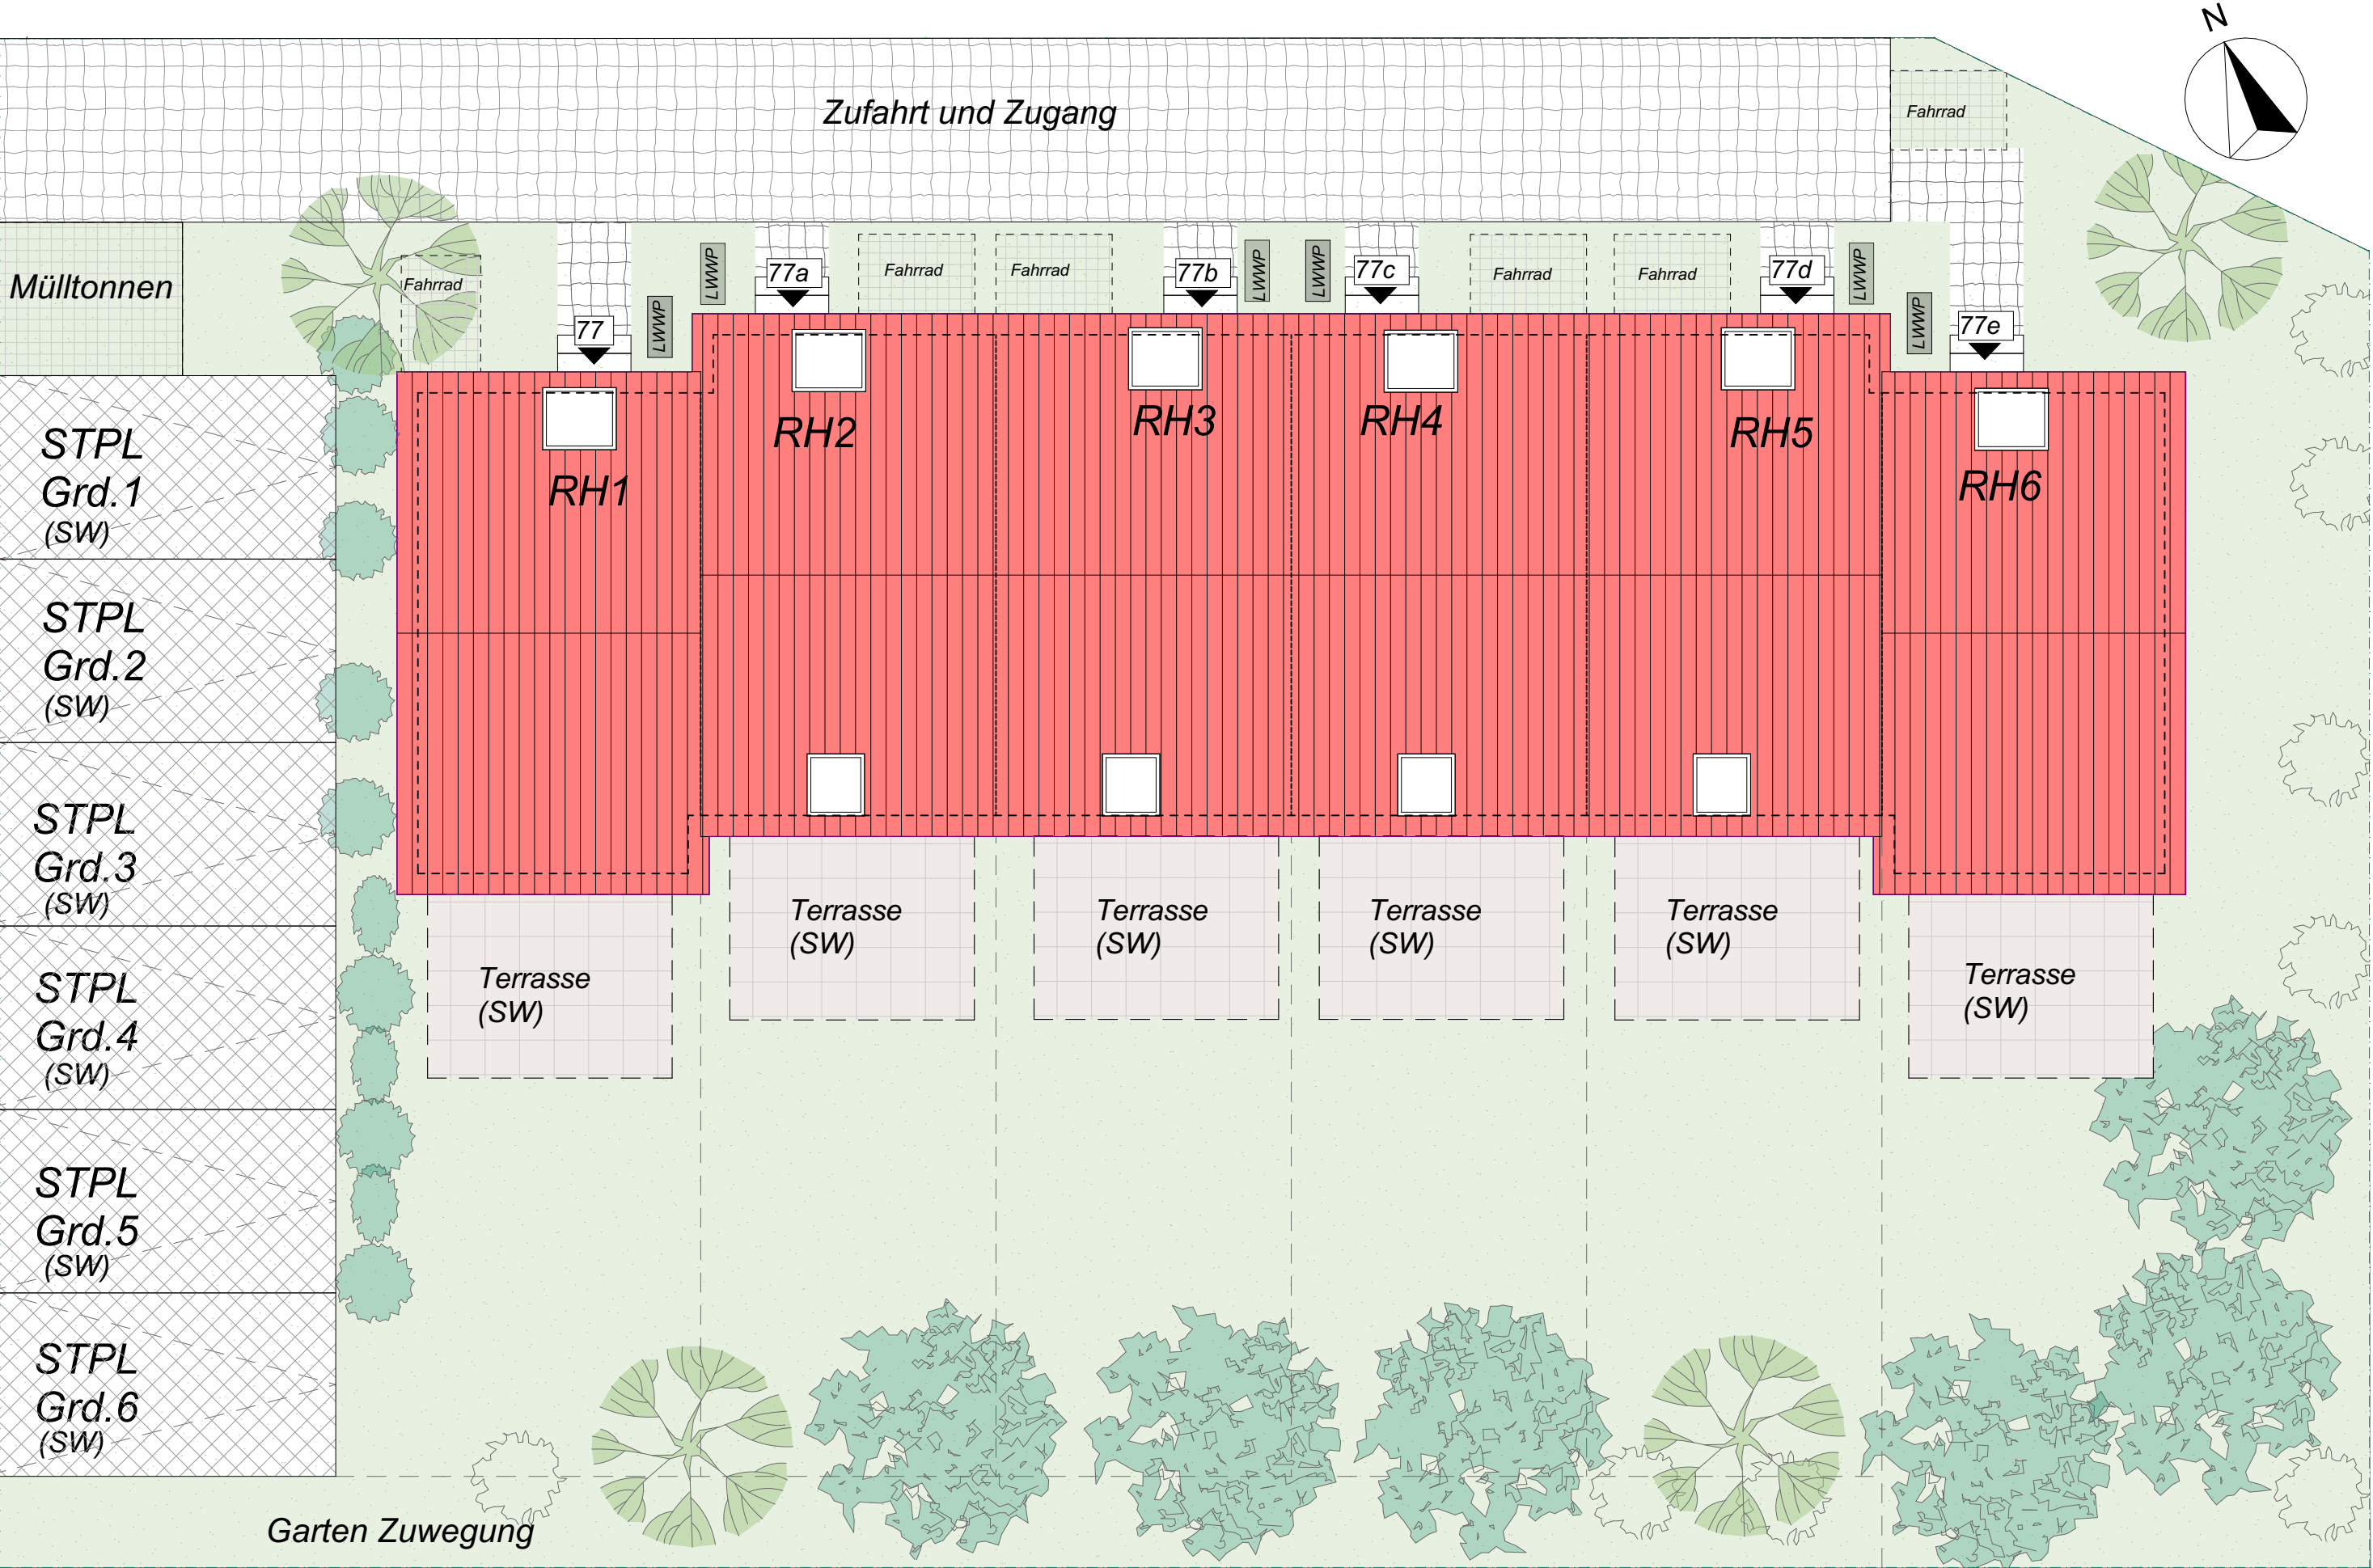 N
Zufahrt und Zugang
Fahrrad
Mülltonnen
Fahrrad
77
LWWP
LWWP
77a
Fahrrad
Fahrrad
77b
LWWP
LWWP
77c
Fahrrad
Fahrrad
77d
LWWP
LWWP
77e
RH1
RH2
RH3
RH4
RH5
RH6
STPL
Grd.1
(SW)
STPL
Grd.2
(SW)
STPL
Grd.3
(SW)
STPL
Grd.4
(SW)
STPL
Grd.5
(SW)
STPL
Grd.6
(SW)
Terrasse
(SW)
Terrasse
(SW)
Terrasse
(SW)
Terrasse
(SW)
Terrasse
(SW)
Terrasse
(SW)
Garten Zuwegung